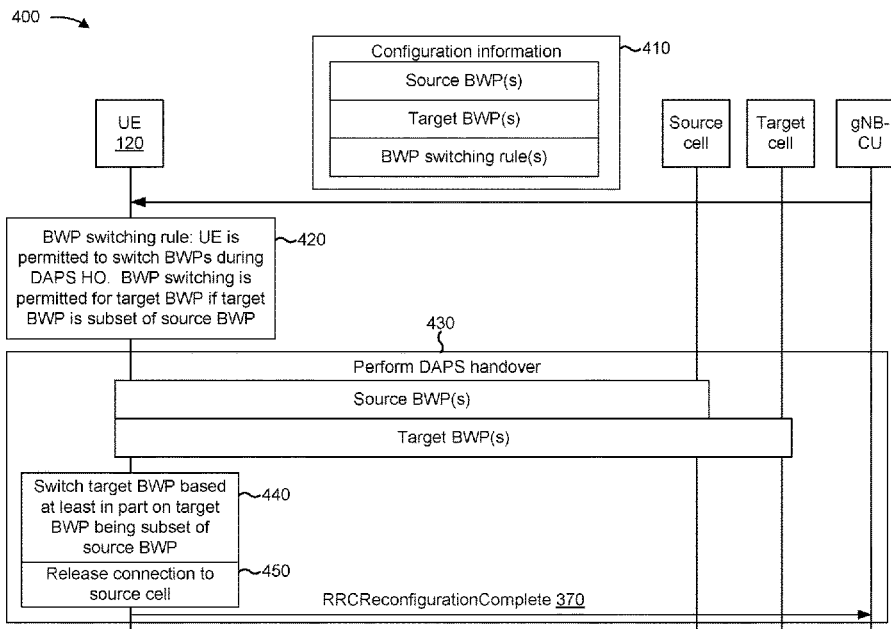 400
Configuration information
410
Source BWP(s)
Target BWP(s)
BWP switching rule(s)
UE
120
Source
cell
Target
cell
gNB-
CU
BWP switching rule: UE is
permitted to switch BWPs during
DAPS HO. BWP switching is
permitted for target BWP if target
BWP is subset of source BWP
420
430
Perform DAPS handover
Source BWP(s)
Target BWP(s)
Switch target BWP based
at least in part on target
BWP being subset of
source BWP
440
Release connection to
source cell
450
RRCReconfigurationComplete 370